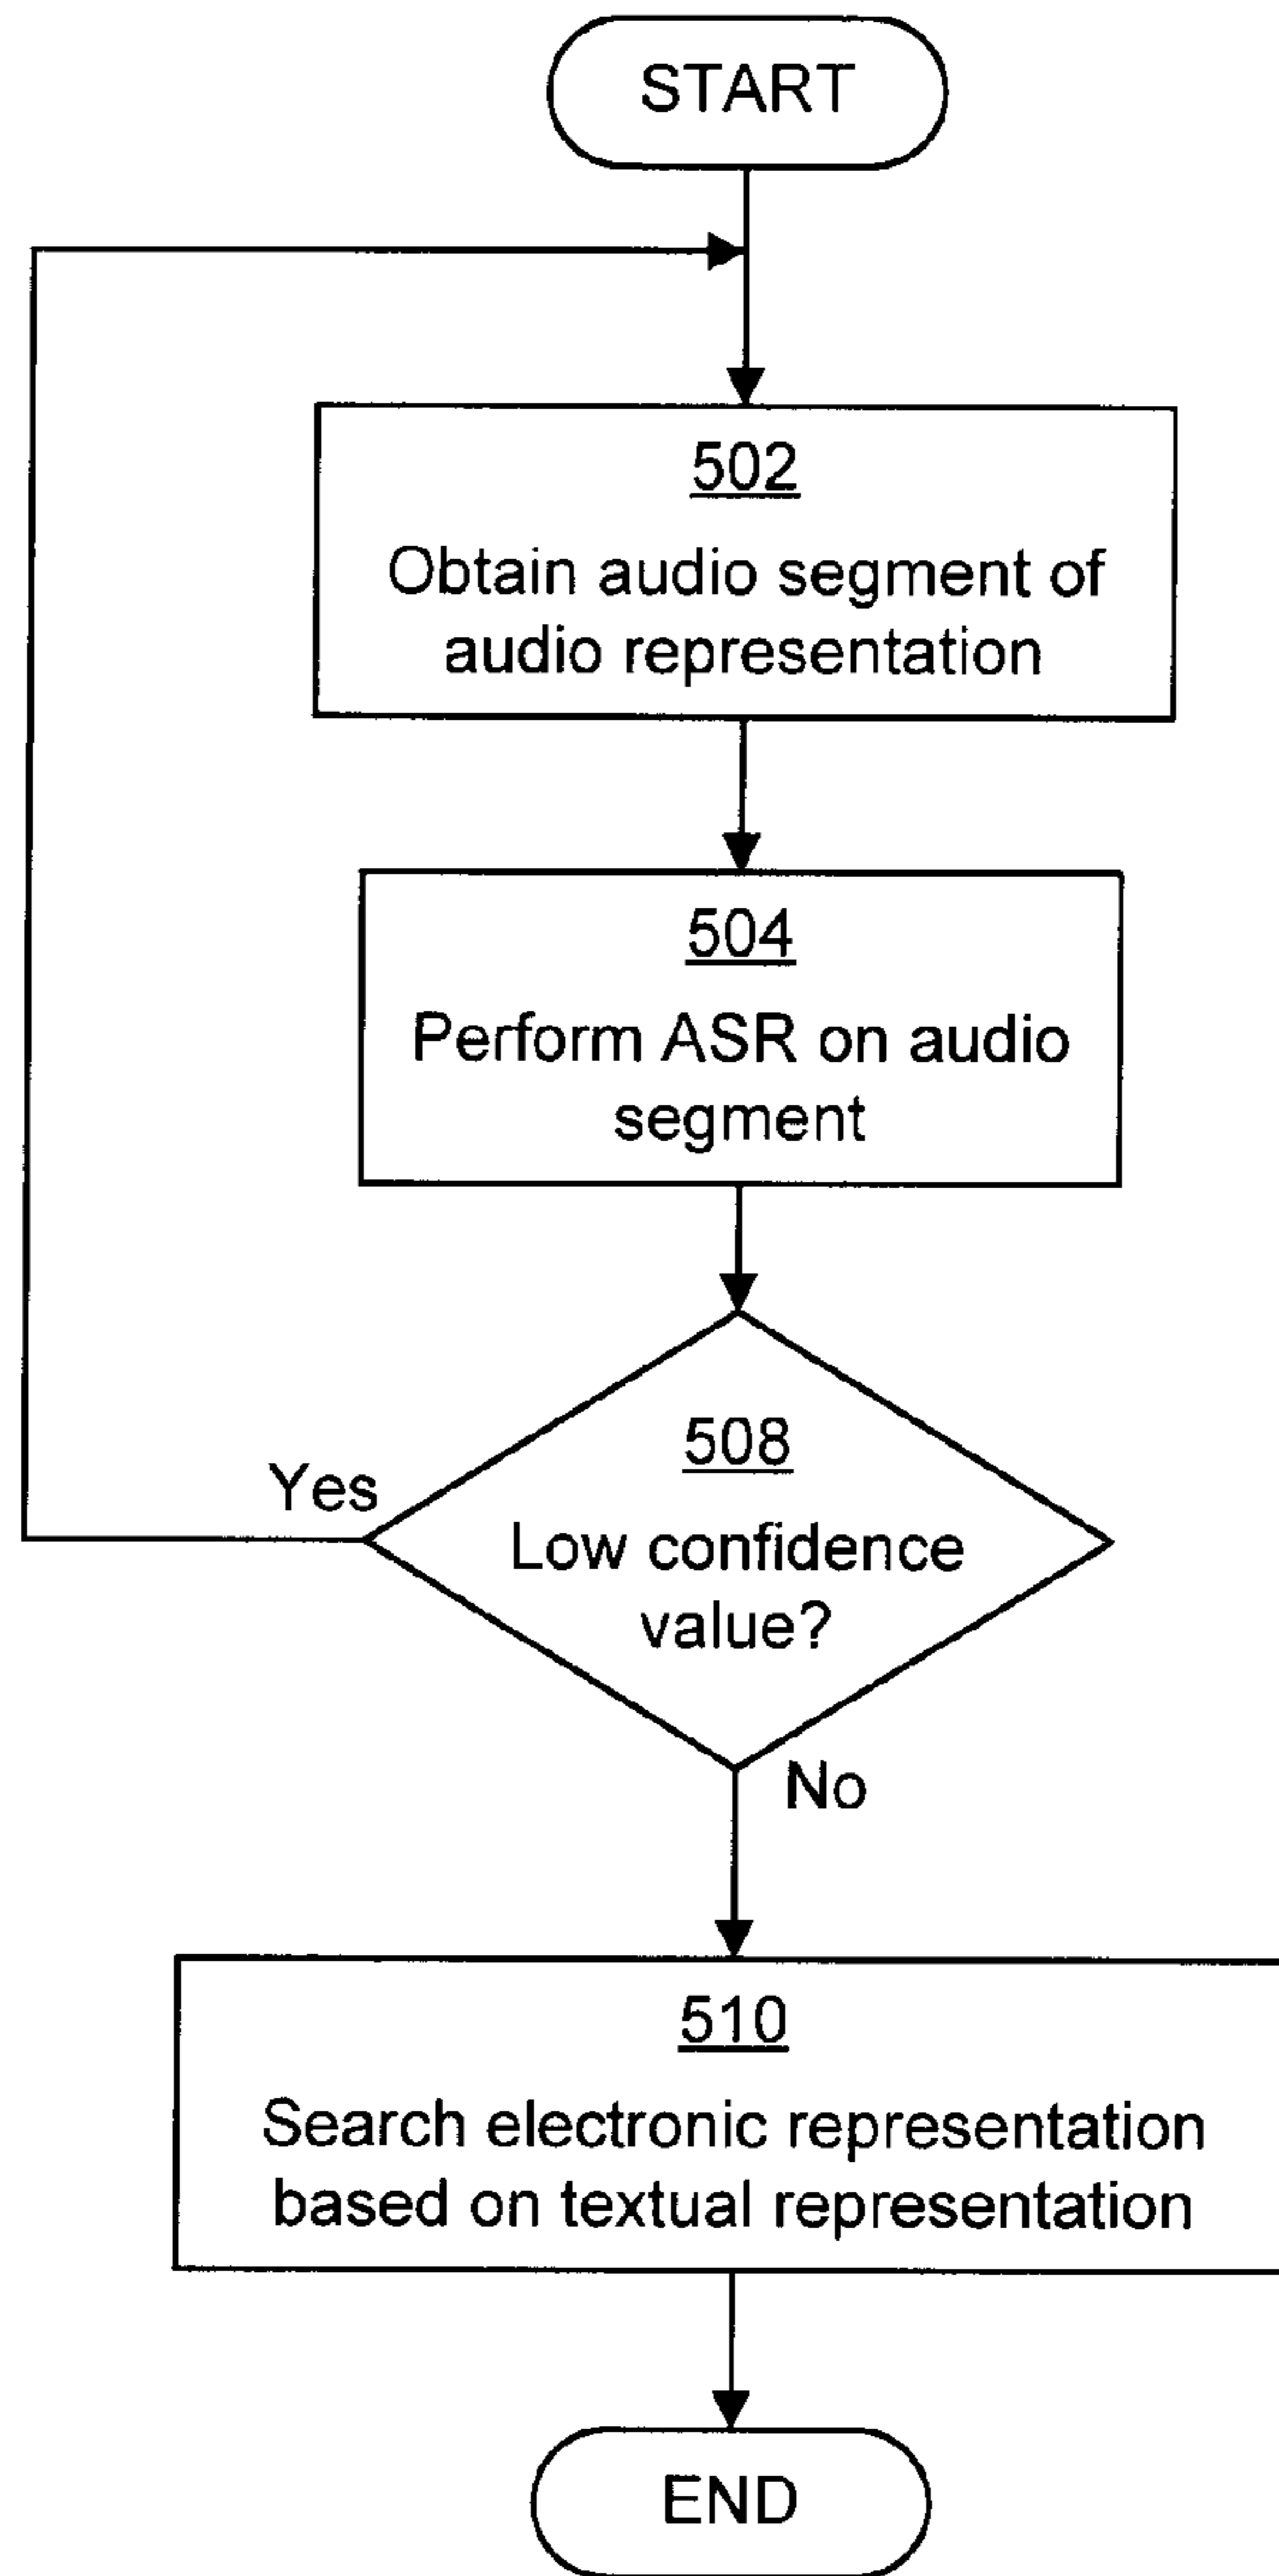 START
502
Obtain audio segment of
audio representation
504
Perform ASR on audio
segment
508
Yes
Low confidence
value?
No
510
Search electronic representation
based on textual representation
END